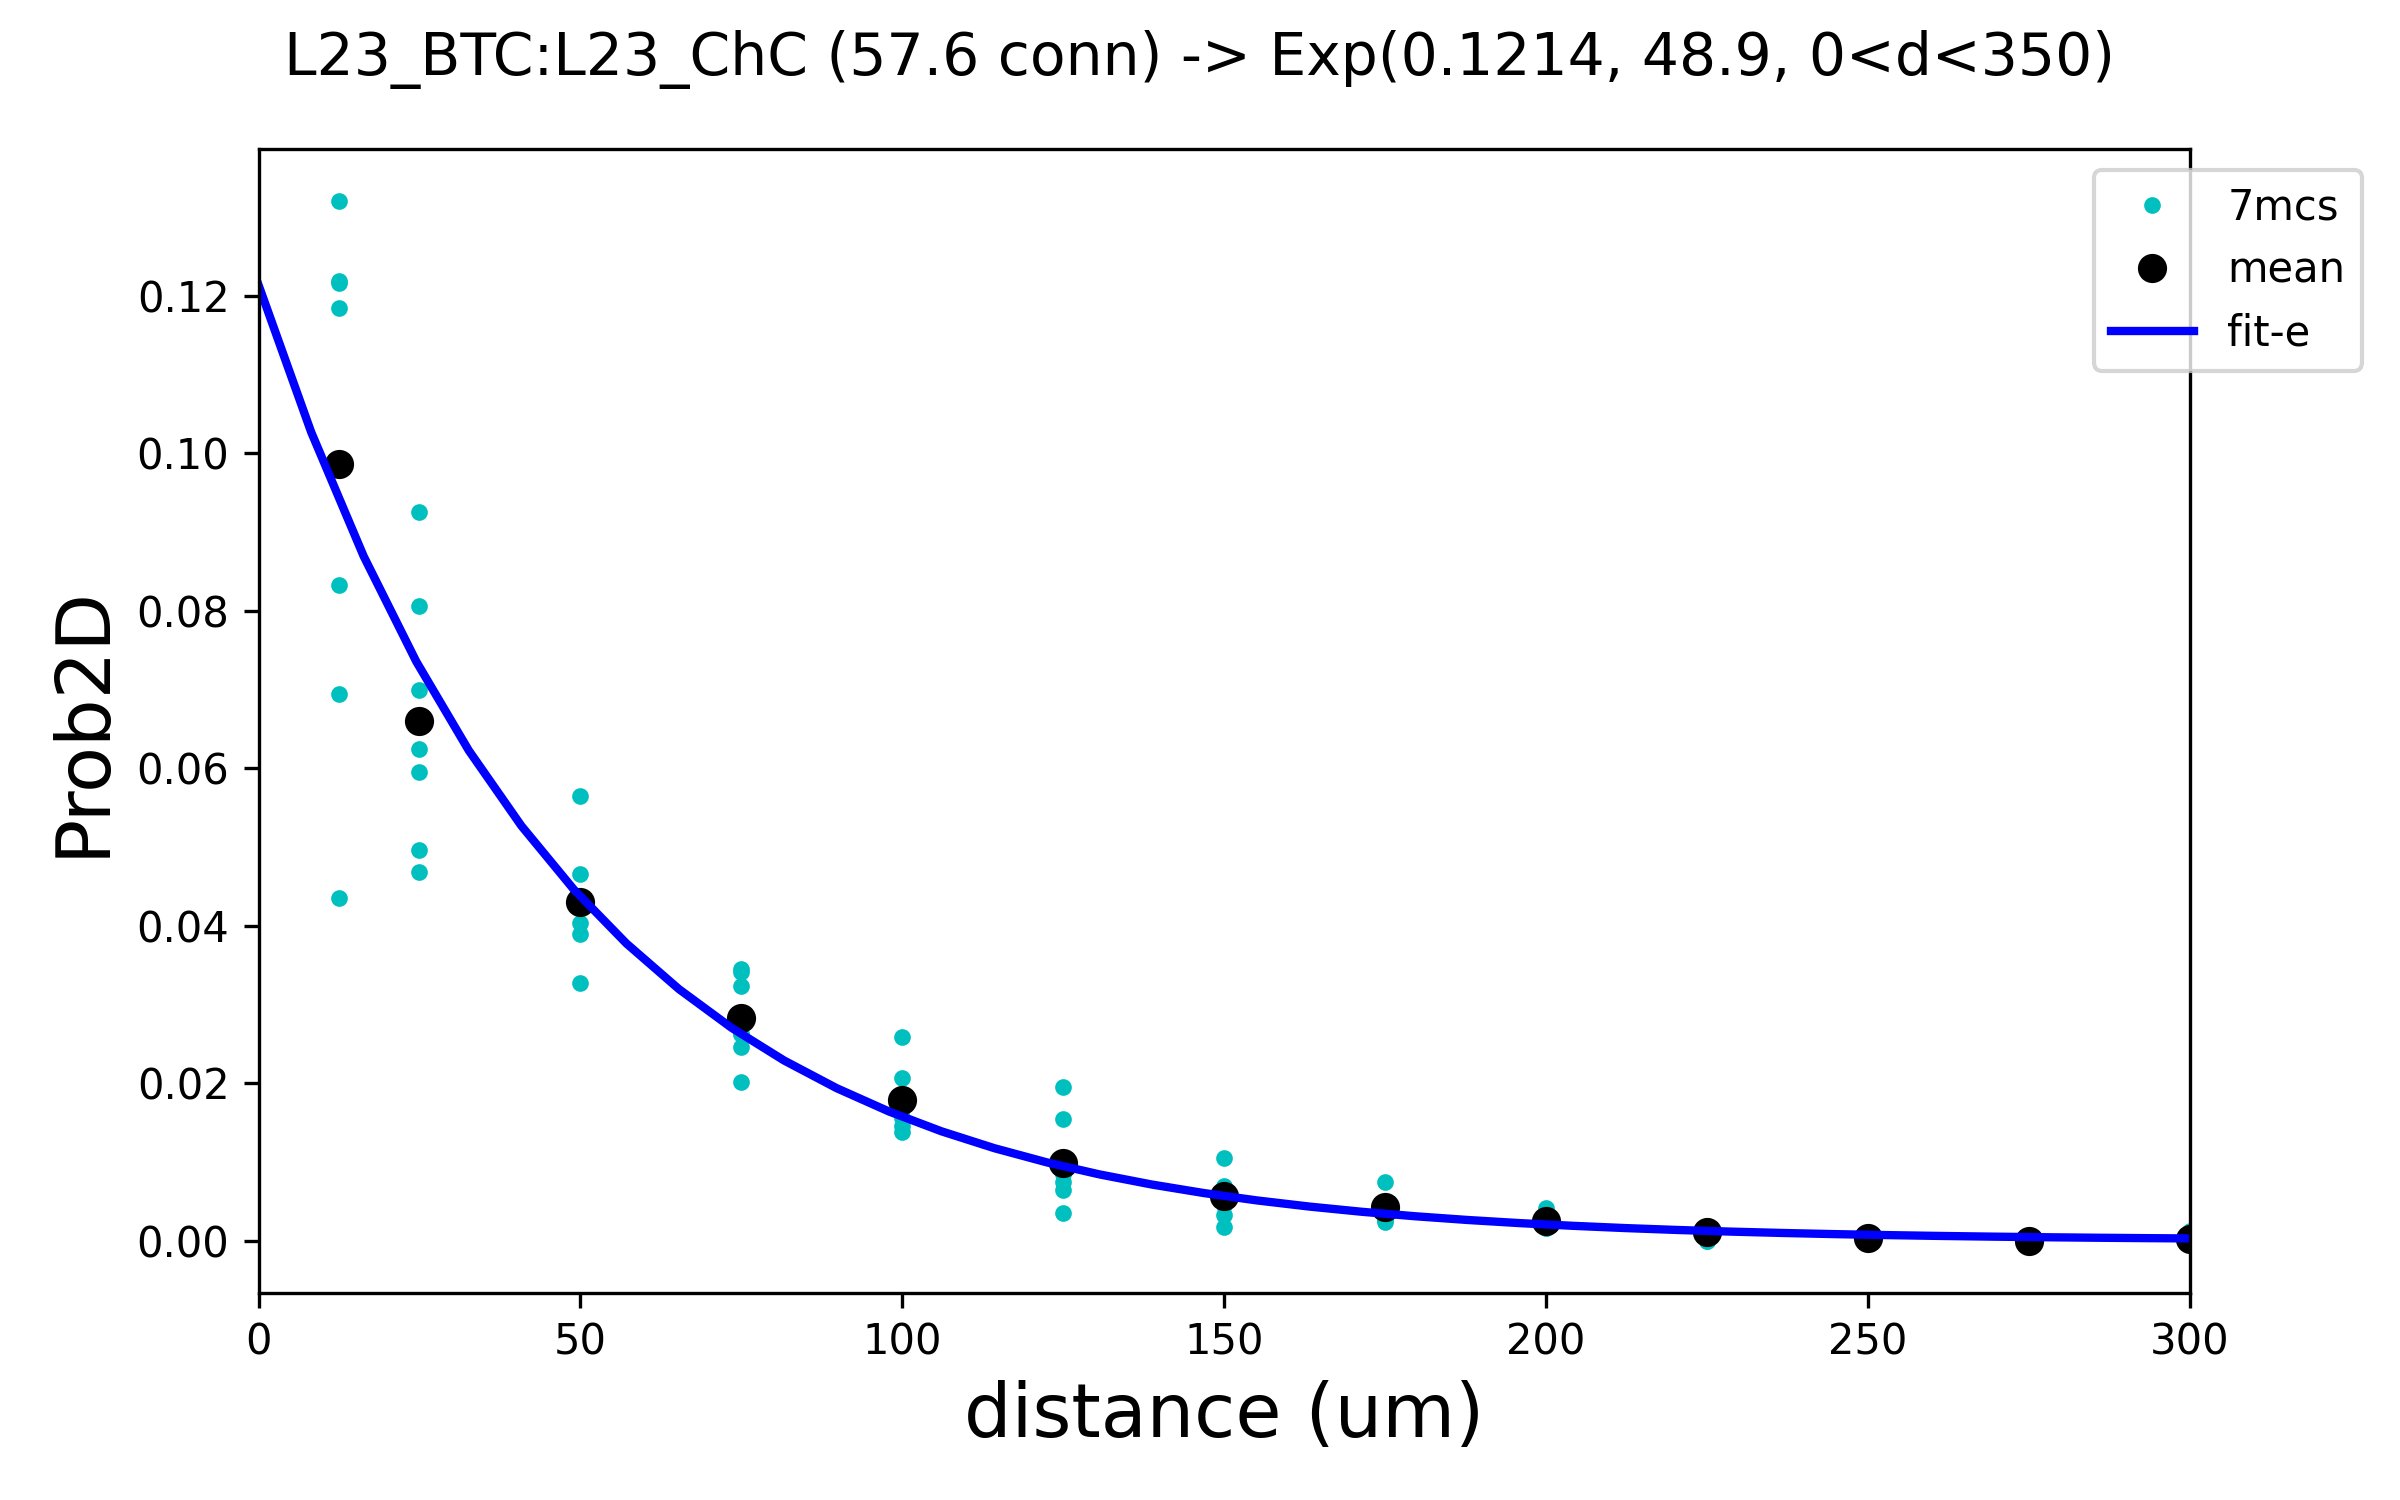 L23_BTC:L23_ChC (57.6 conn) -> Exp(0.1214, 48.9, 0<d<350)
7mcs
mean
fit-e
Prob2D
0.12
0.10
0.08
0.06
0.04
0.02
0.00
0 50 100 150 200 250 300
distance (um)